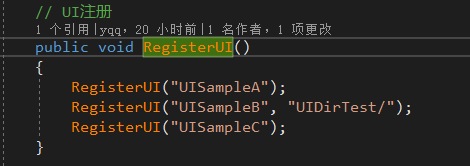 // UI注册
1 个引用|yqq, 20 小时前|1 名作者, 1 项更改
public void RegisterUI()
{
RegisterUI("UISampleA");
RegisterUI("UISampleB", "UIDirTest/");
RegisterUI("UISampleC");
}